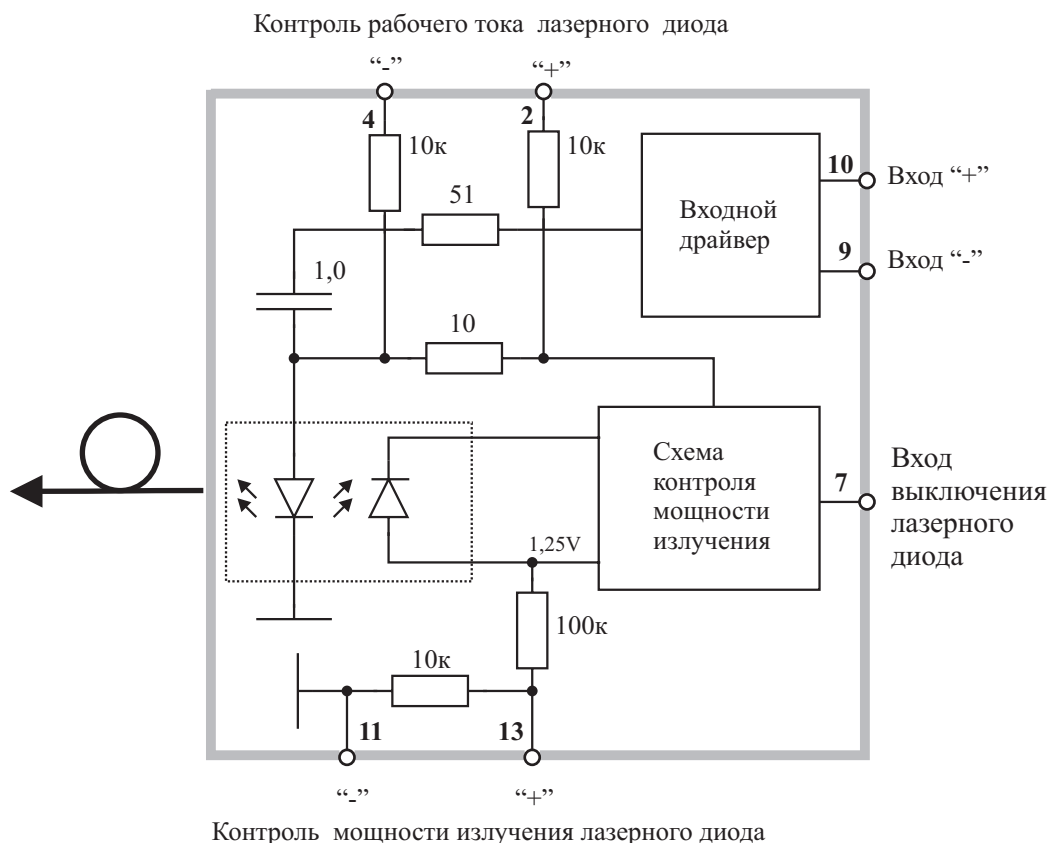 Контроль рабочего тока лазерного диода
“-” “+”
4 2
10к 10к
51
10 Вход “+”
Входной
драйвер
9 Вход “-”
1,0
10
Схема
контроля
мощности
излучения
7
Вход
выключения
лазерного
диода
1,25V
100к
10к
11 13
“-” “+”
Контроль мощности излучения лазерного диода